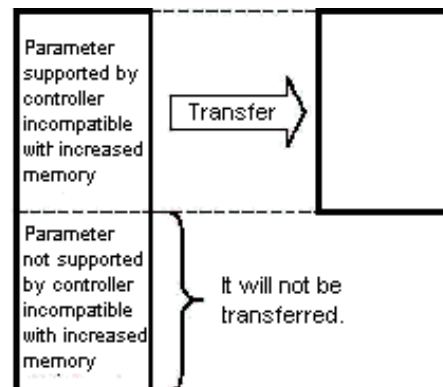 Parameter
supported by
controller
incompatible
with increased
memory
Transfer
Parameter
not supported
by controller
incompatible
with increased
memory
It will not be
transferred.